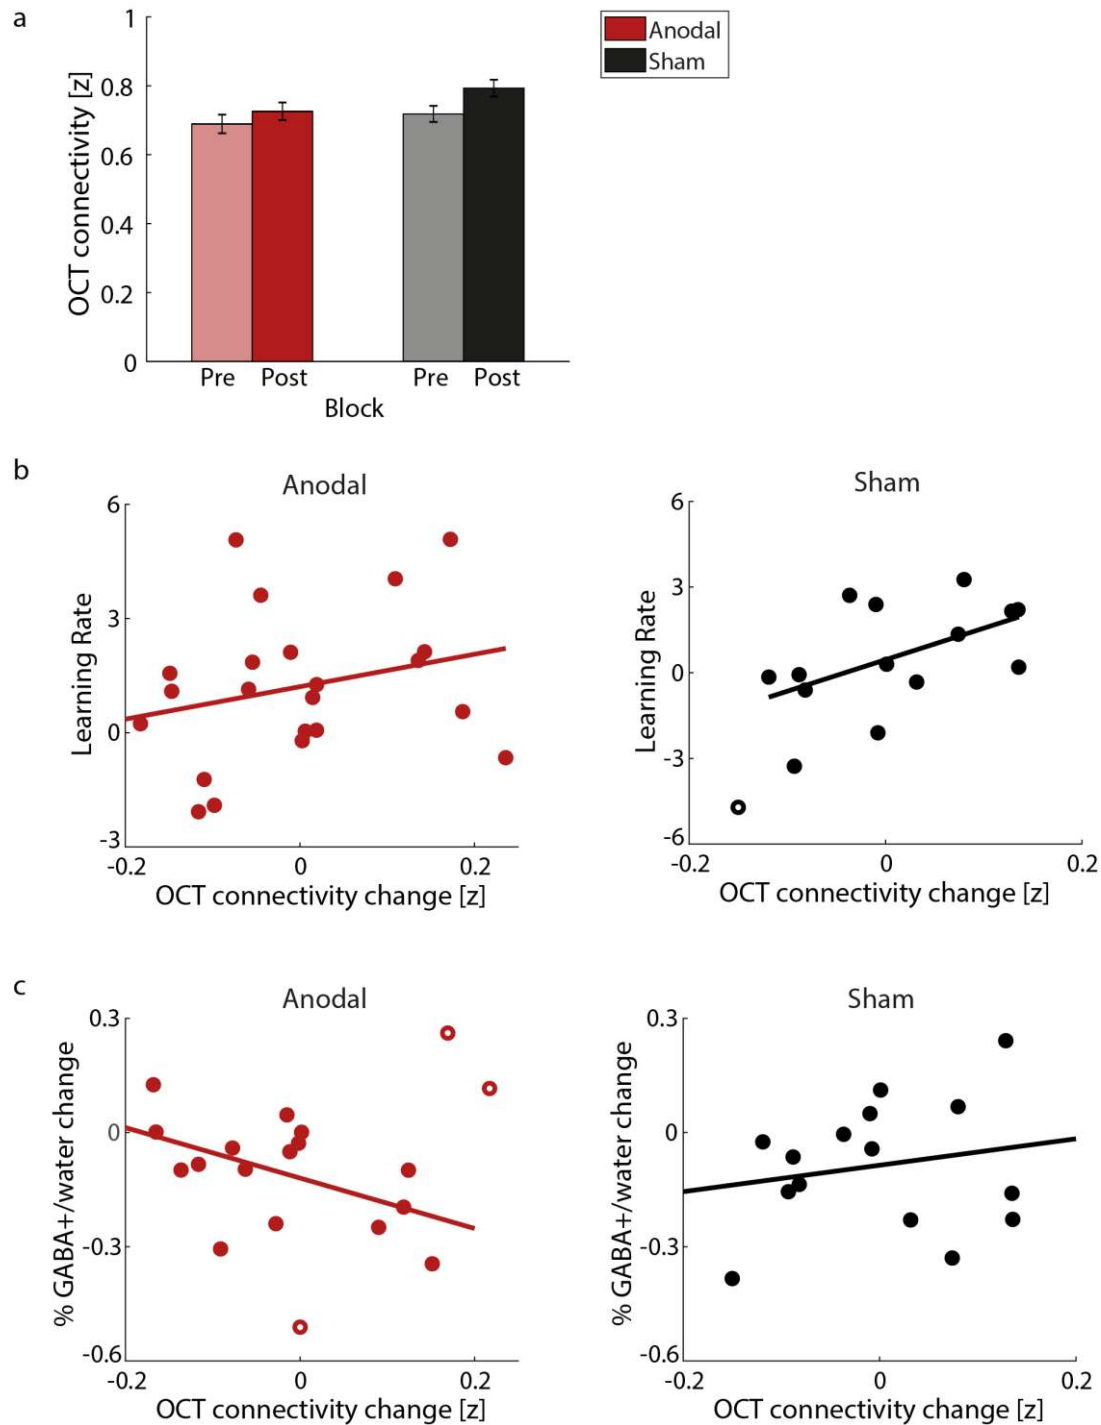 a
OCT connectivity [z]
1
0.8
0.6
0.4
0.2
0
Pre Post Pre Post
Block
Anodal
Sham
b
Anodal
Learning Rate
6
3
0
-3
-0.2 0 0.2
OCT connectivity change [z]
Sham
Learning Rate
6
3
0
-3
-6
-0.2 0 0.2
OCT connectivity change [z]
c
Anodal
% GABA+/water change
0.3
0
-0.3
-0.6
-0.2 0 0.2
OCT connectivity change [z]
Sham
% GABA+/water change
0.3
0
-0.3
-0.6
-0.2 0 0.2
OCT connectivity change [z]